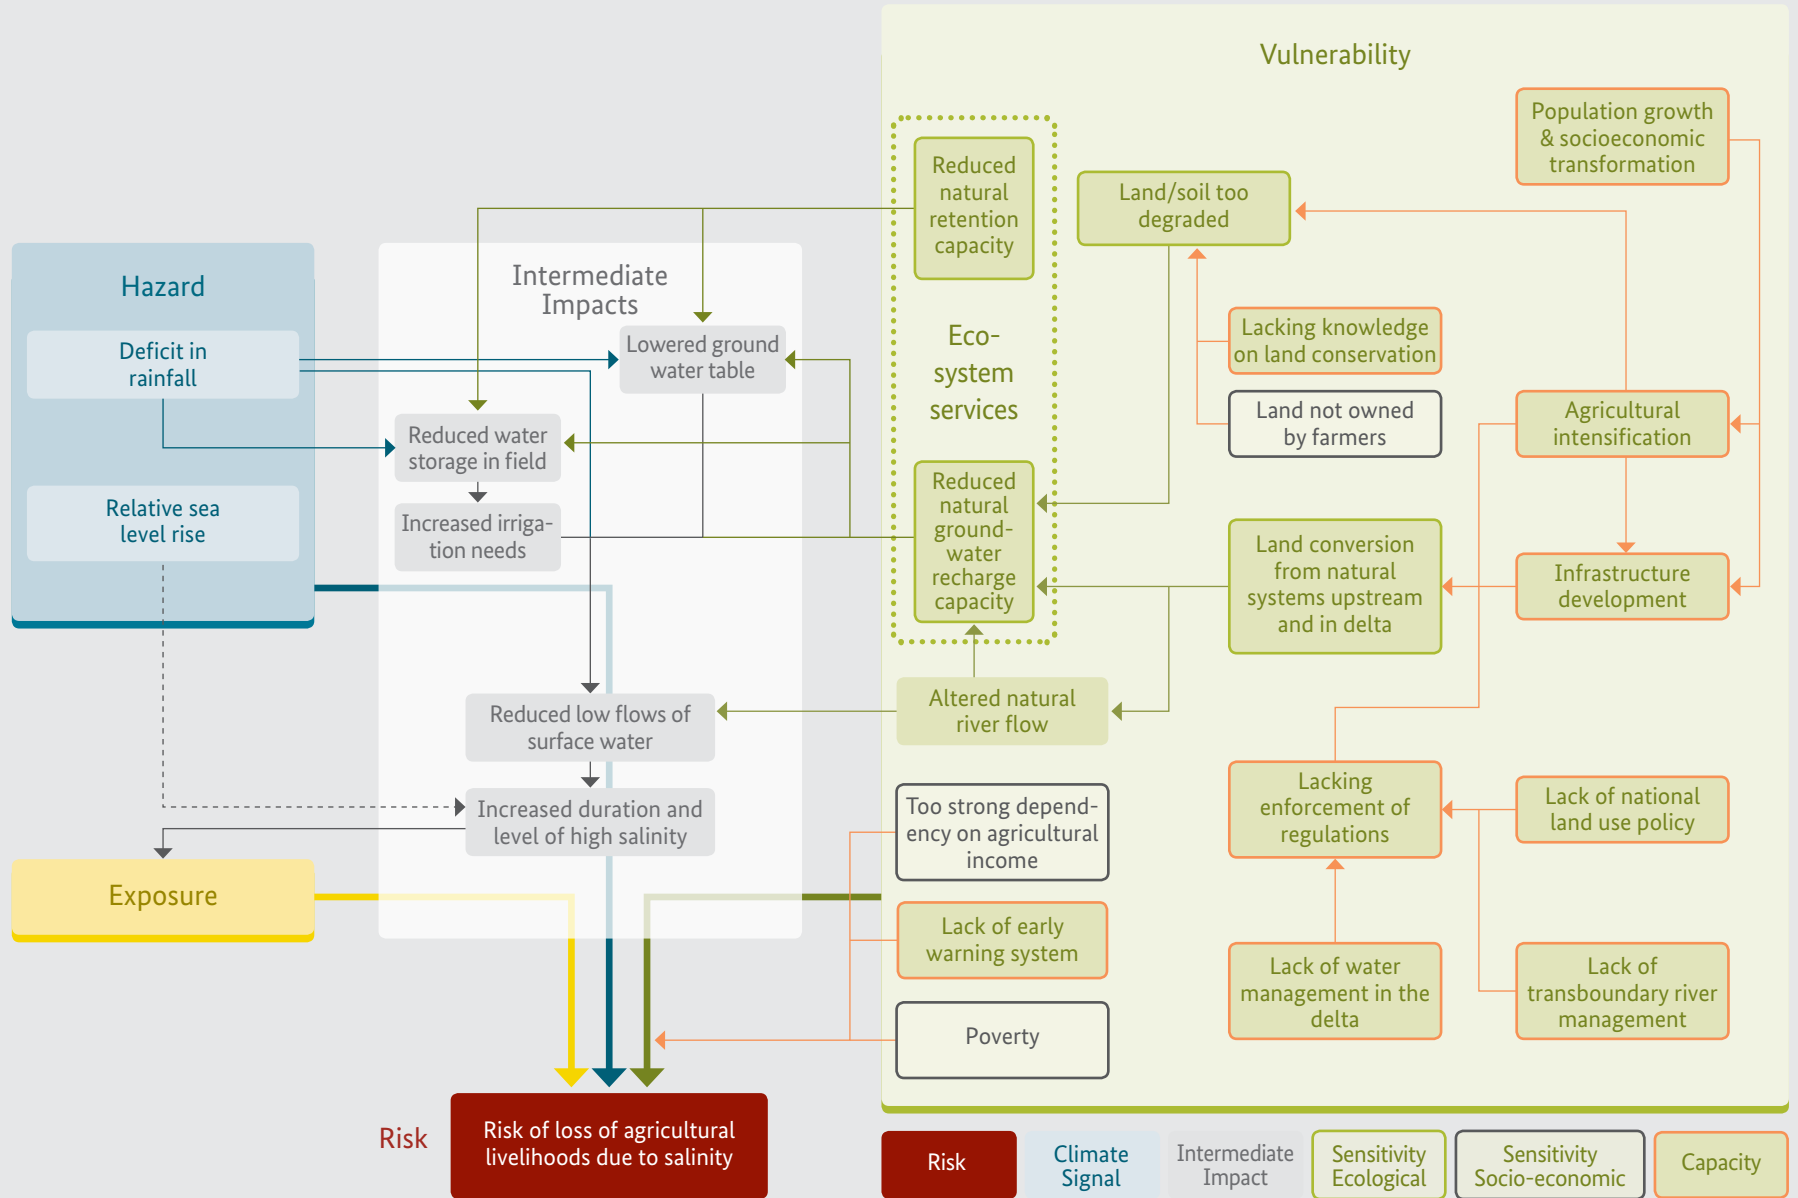 Hazard
Deficit in
rainfall
Relative sea
level rise
Exposure
Intermediate
Impacts
Lowered ground
water table
Reduced water
storage in field
Increased irriga-
tion needs
Reduced low flows of
surface water
Increased duration and
level of high salinity
Risk
Risk of loss of agricultural
livelihoods due to salinity
Vulnerability
Reduced
natural
retention
capacity
Eco-
system
services
Reduced
natural
ground-
water
recharge
capacity
Altered natural
river flow
Too strong depend-
ency on agricultural
income
Lack of early
warning system
Poverty
Land/soil too
degraded
Lacking knowledge
on land conservation
Land not owned
by farmers
Land conversion
from natural
systems upstream
and in delta
Lacking
enforcement of
regulations
Lack of water
management in the
delta
Population growth
& socioeconomic
transformation
Agricultural
intensification
Infrastructure
development
Lack of national
land use policy
Lack of
transboundary river
management
Risk
Climate
Signal
Intermediate
Impact
Sensitivity
Ecological
Sensitivity
Socio-economic
Capacity